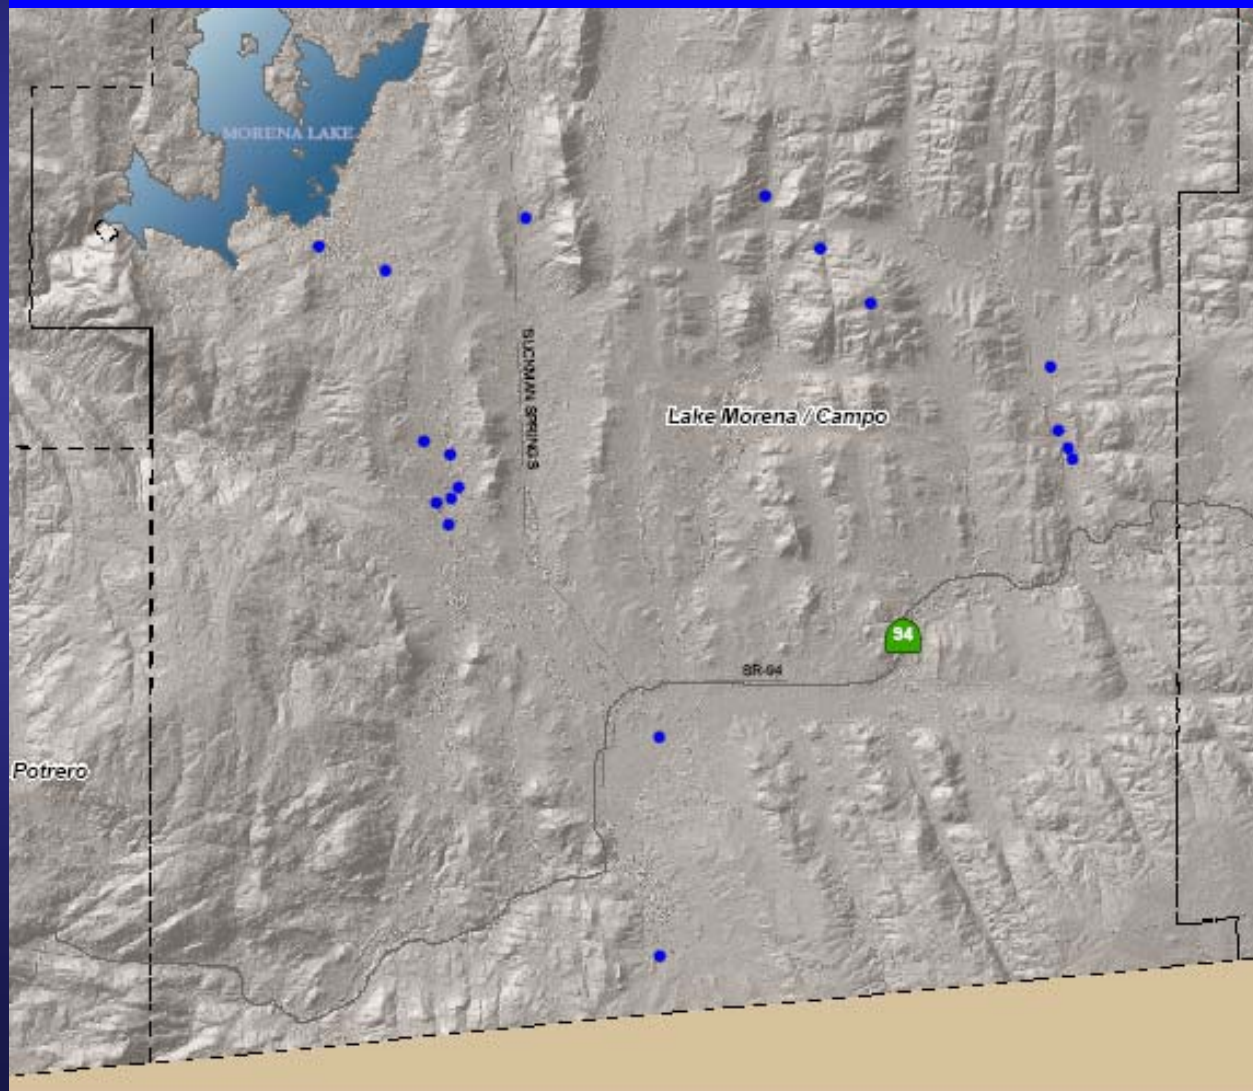 MORENA LAKE
BUCKMAN SPRINGS
Lake Morena / Campo
94
SR-94
Potrero